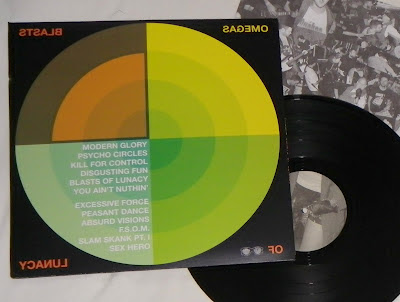 BLASTS
OMEGAS
MODERN GLORY
PSYCHO CIRCLES
KILL FOR CONTROL
DISGUSTING FUN
BLASTS OF LUNACY
YOU AIN'T NUTHIN'
EXCESSIVE FORCE
PEASANT DANCE
ABSURD VISIONS
F.S.O.M.
SLAM SKANK PT. I
SEX HERO
LUNACY
OF